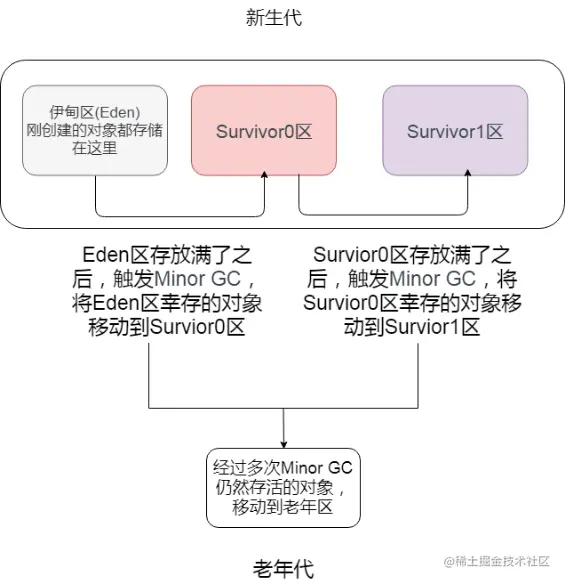 新生代
伊甸区(Eden)
刚创建的对象都存储
在这里
Survivor0区
Survivor1区
Eden区存放满了之
后，触发Minor GC，
将Eden区幸存的对象
移动到Survior0区
Survior0区存放满了之
后，触发Minor GC，将
Survior0区幸存的对象移
动到Survior1区
经过多次Minor GC
仍然存活的对象，
移动到老年区
老年代
@稀土掘金技术社区